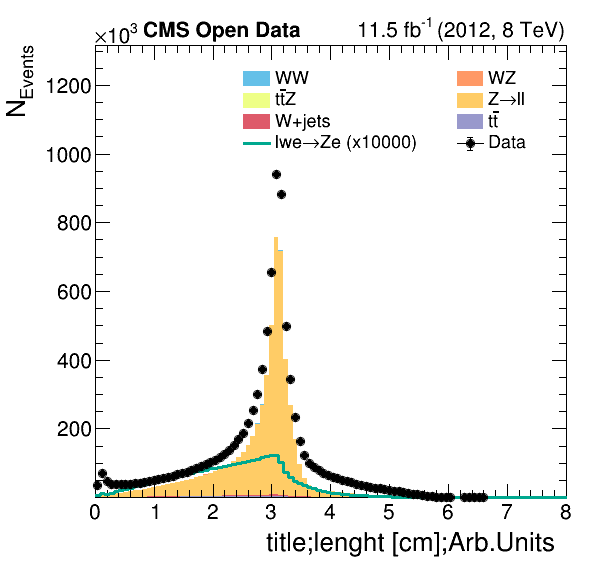 ×10³ CMS Open Data 11.5 fb⁻¹ (2012, 8 TeV)
N_Events
WW WZ
tt̄Z Z→ll
W+jets tt̄
lwe→Ze (x10000) Data
1200
1000
800
600
400
200
0 1 2 3 4 5 6 7 8
title;lenght [cm];Arb.Units